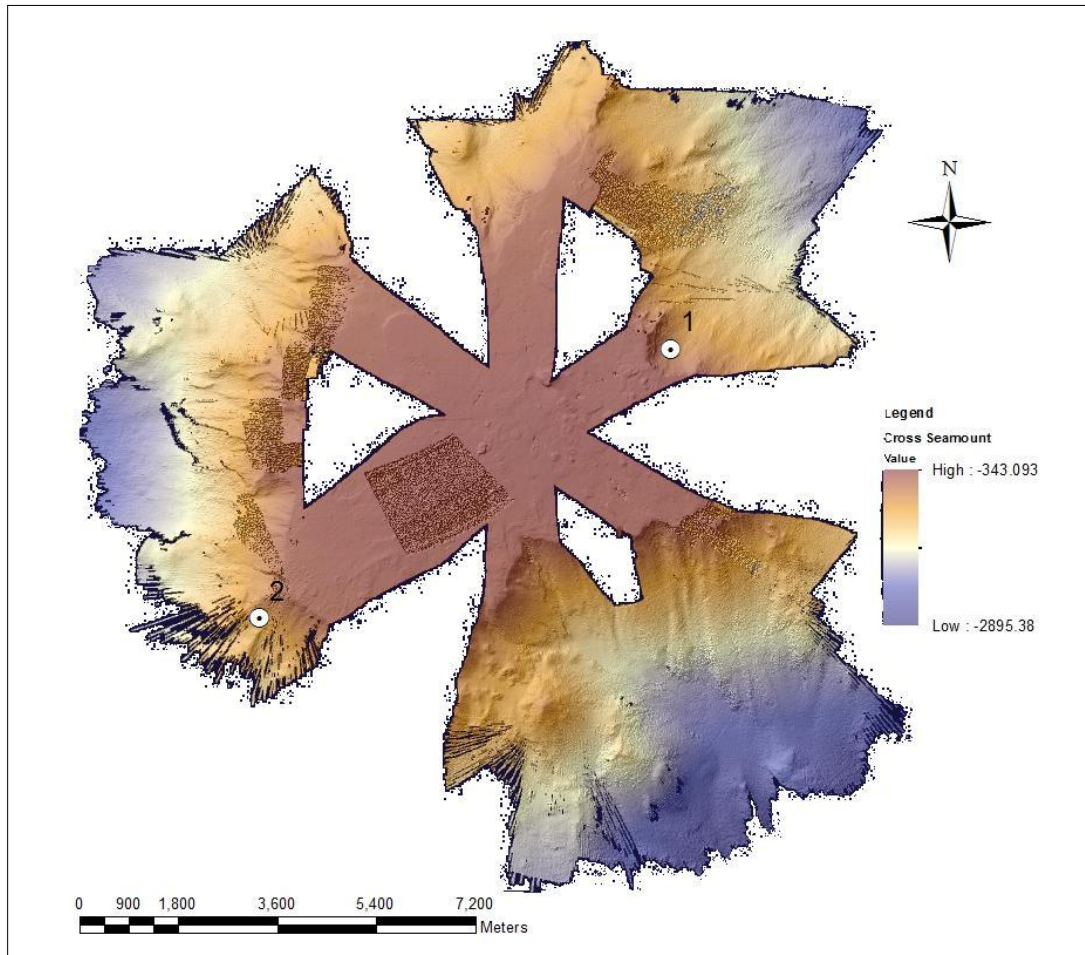 N
1
Legend
Cross Seamount
Value
High : -343.093
2
Low : -2895.38
0 900 1,800 3,600 5,400 7,200
Meters